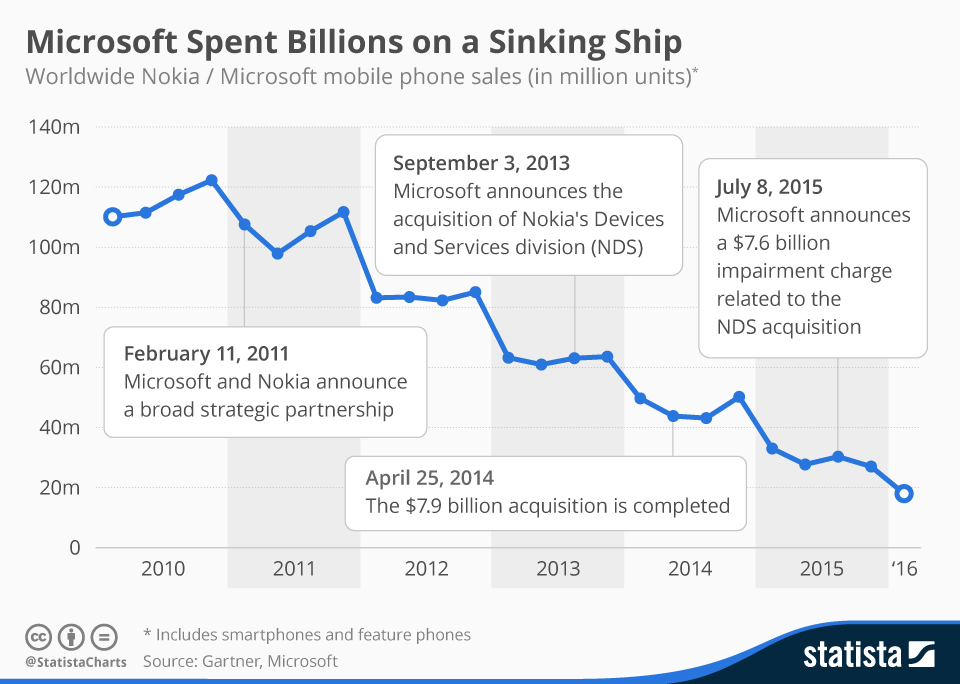 Microsoft Spent Billions on a Sinking Ship
Worldwide Nokia / Microsoft mobile phone sales (in million units)*
140m
120m
100m
80m
60m
40m
20m
0
September 3, 2013
Microsoft announces the
acquisition of Nokia's Devices
and Services division (NDS)
July 8, 2015
Microsoft announces
a $7.6 billion
impairment charge
related to the
NDS acquisition
February 11, 2011
Microsoft and Nokia announce
a broad strategic partnership
April 25, 2014
The $7.9 billion acquisition is completed
2010 2011 2012 2013 2014 2015 ‘16
cc
@StatistaCharts
* Includes smartphones and feature phones
Source: Gartner, Microsoft
statista